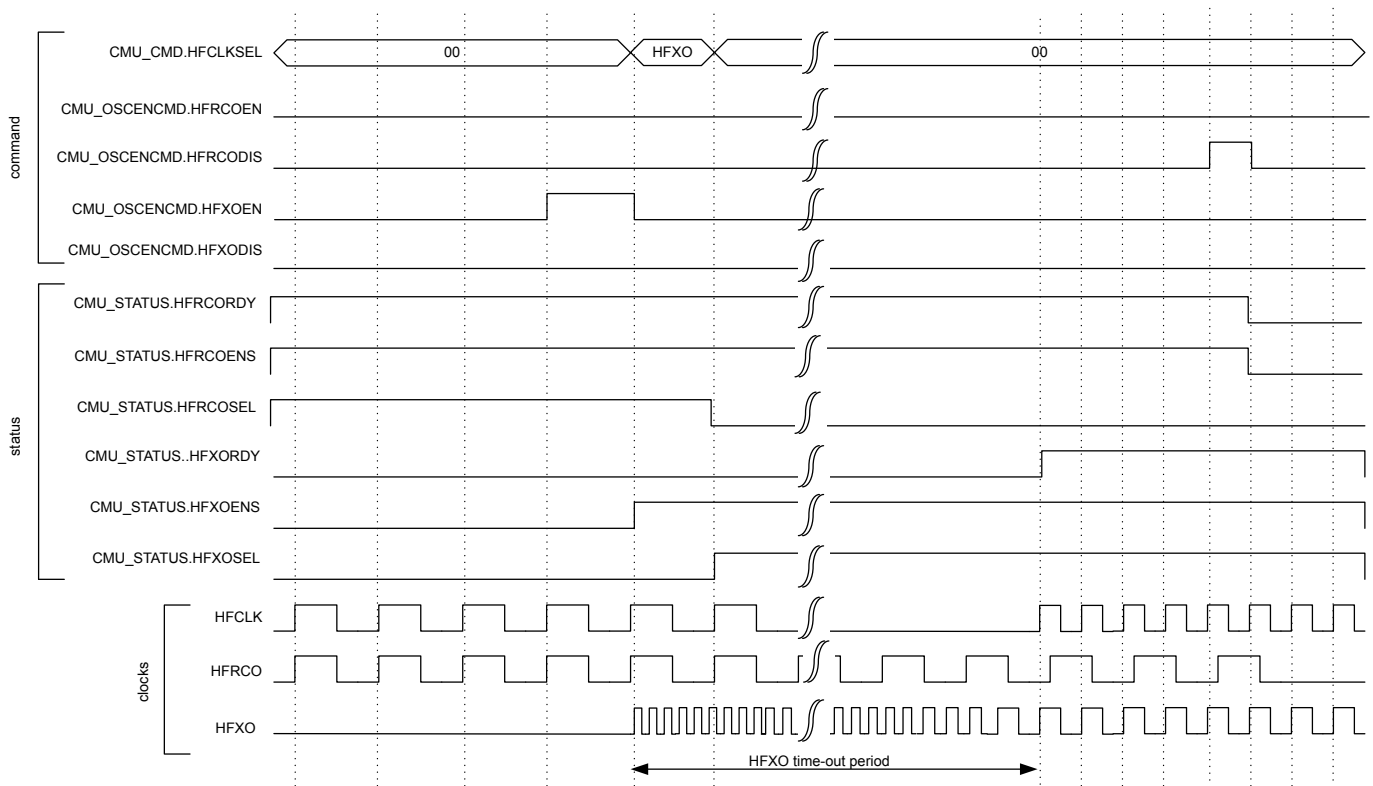 command
CMU_CMD.HFCLKSEL 00 HFXO 00
CMU_OSCENCMD.HFRCOEN
CMU_OSCENCMD.HFRCODIS
CMU_OSCENCMD.HFXOEN
CMU_OSCENCMD.HFXODIS
status
CMU_STATUS.HFRCORDY
CMU_STATUS.HFRCOENS
CMU_STATUS.HFRCOSEL
CMU_STATUS..HFXORDY
CMU_STATUS.HFXOENS
CMU_STATUS.HFXOSEL
clocks
HFCLK
HFRCO
HFXO
HFXO time-out period